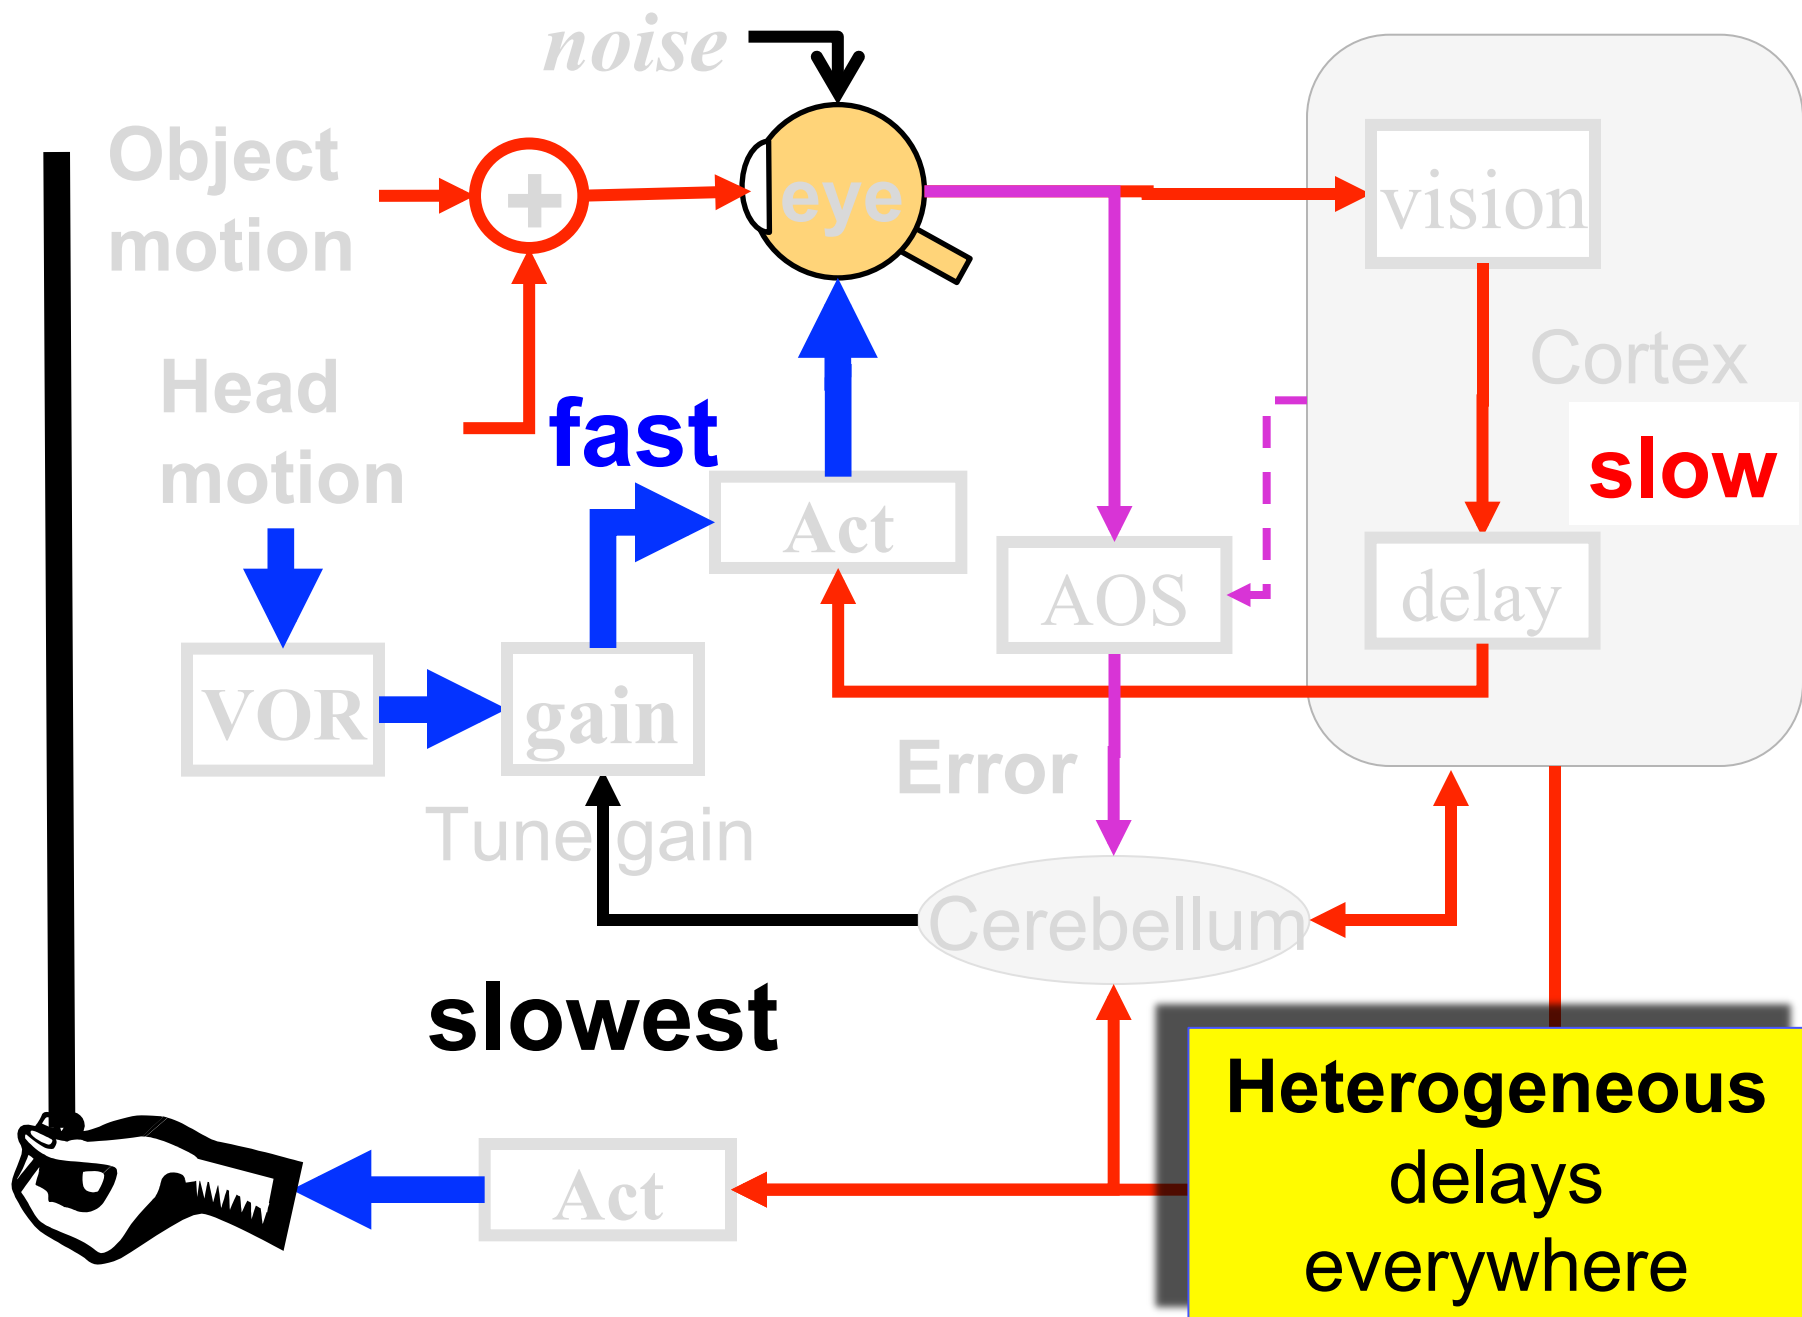 noise
Object
motion
+
eye
vision
Head
motion
fast
Cortex
slow
Act
AOS
delay
VOR
gain
Error
Tune gain
Cerebellum
slowest
Heterogeneous
delays
everywhere
Act